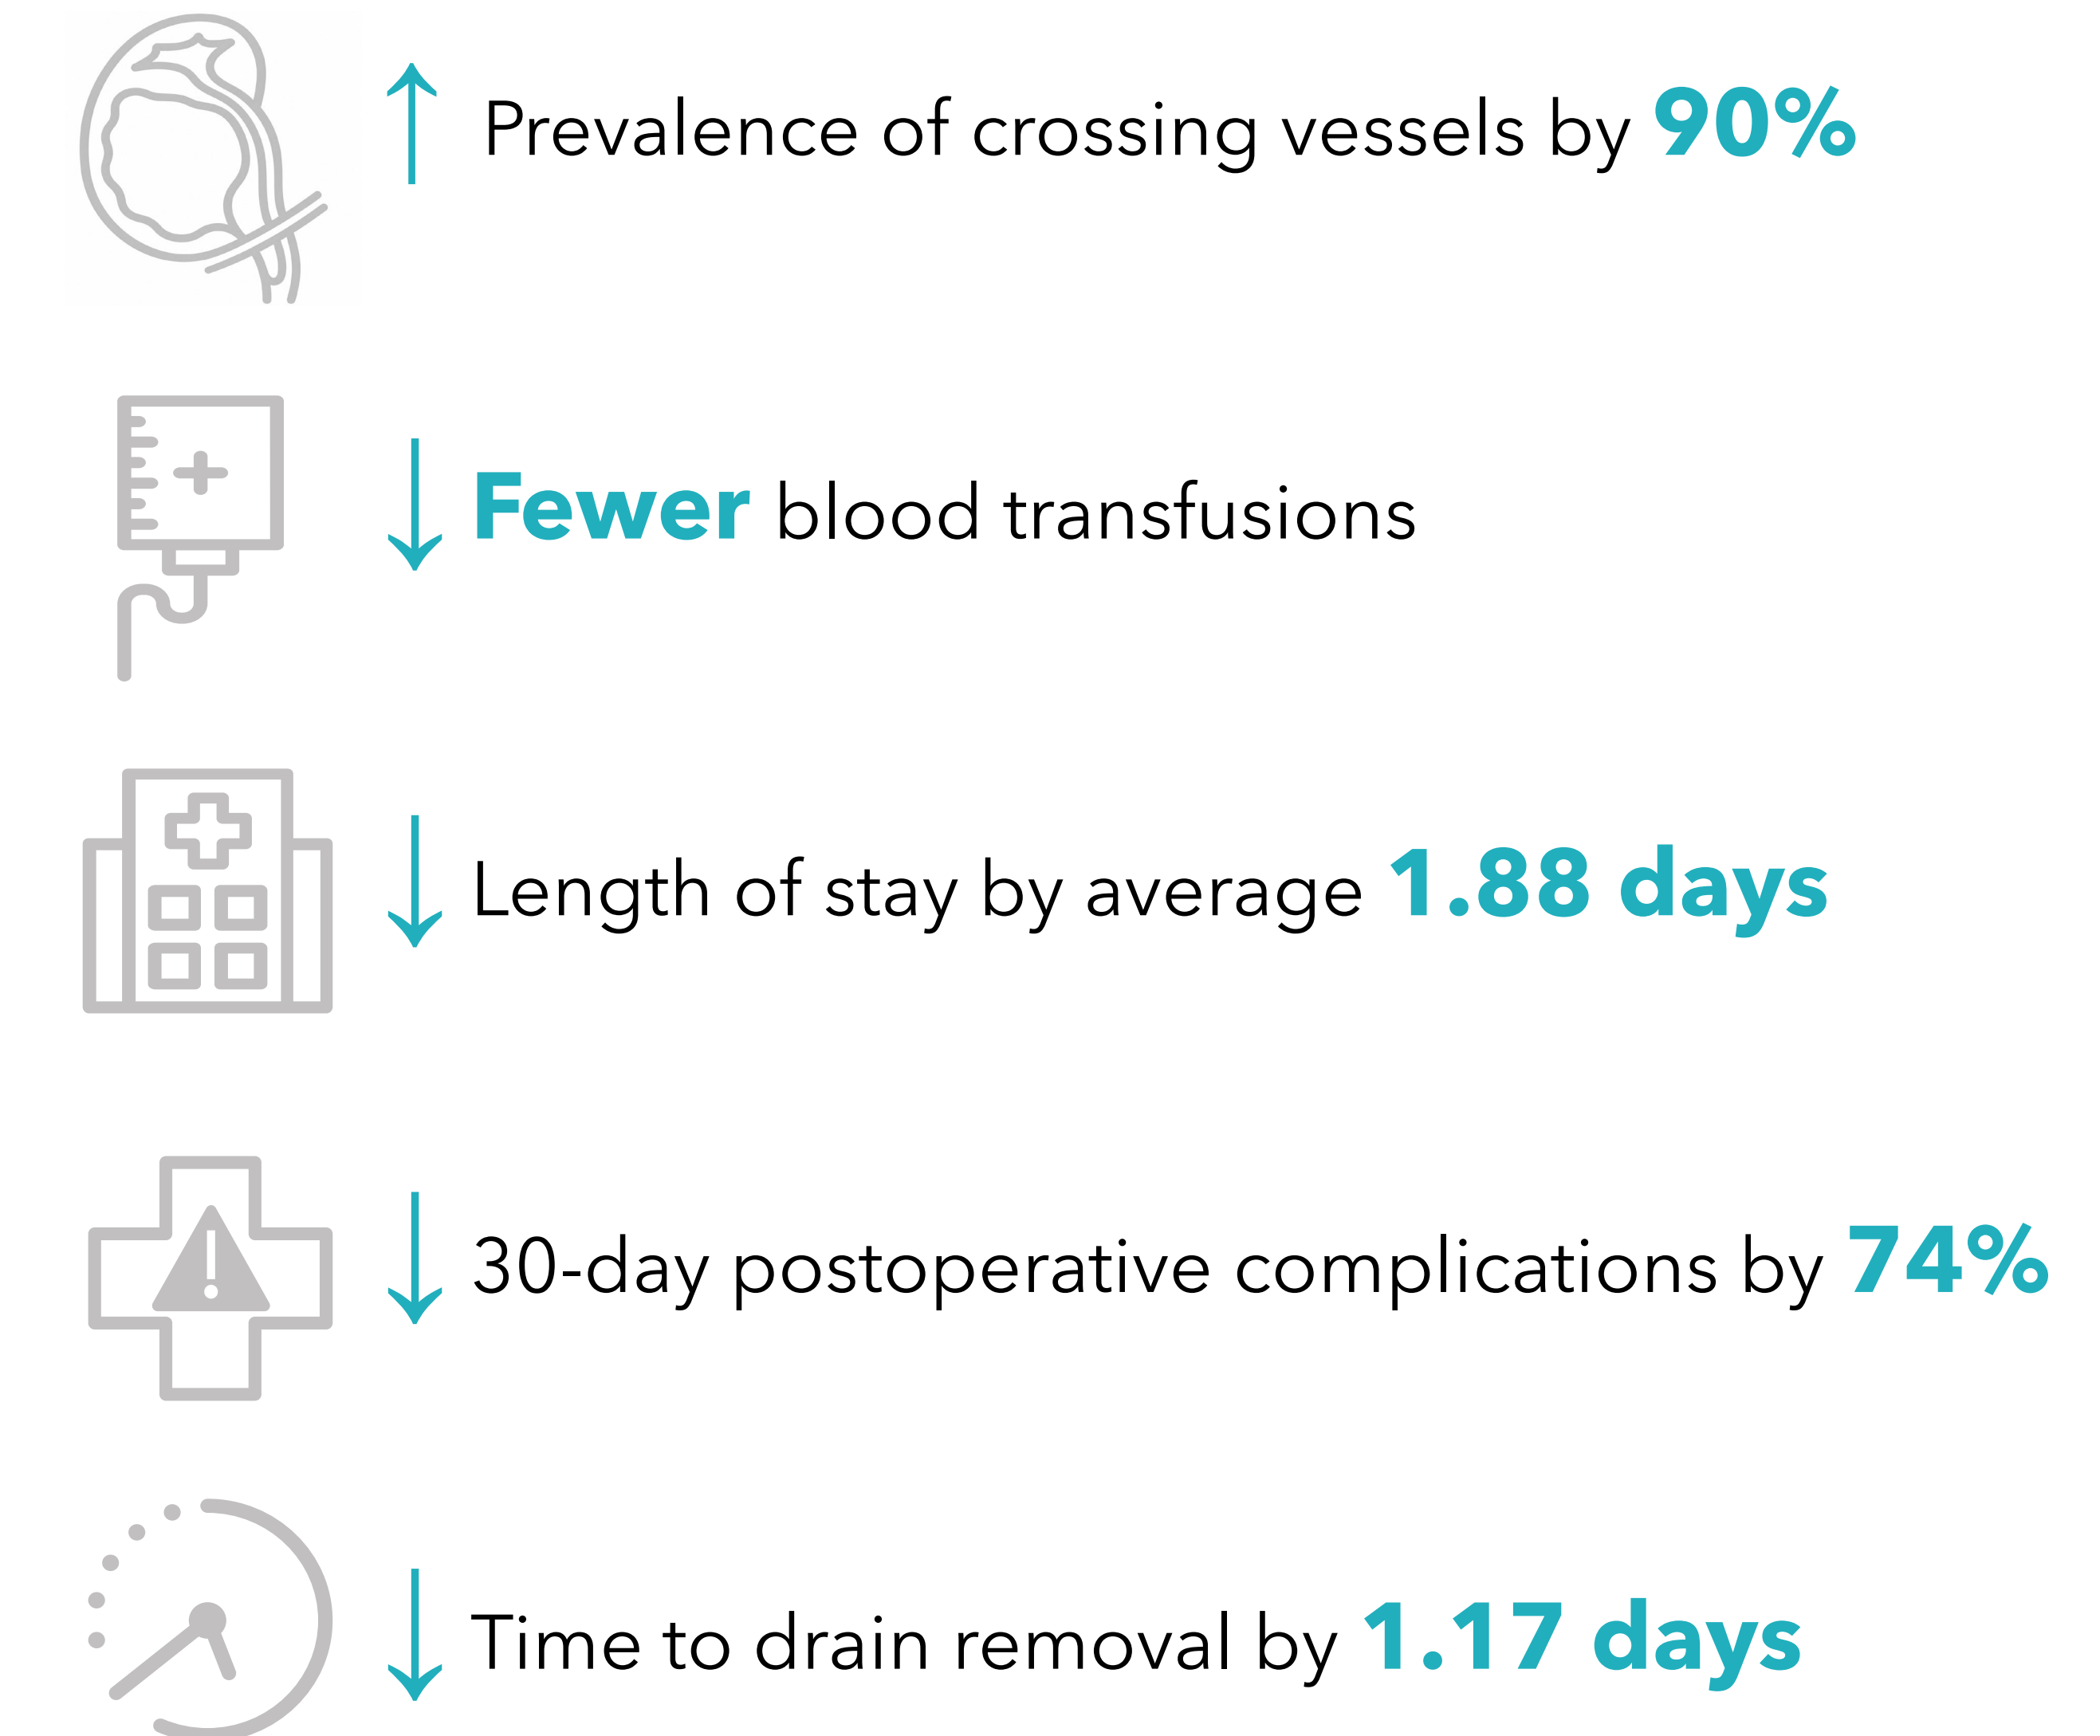 ↑ Prevalence of crossing vessels by 90%
↓ Fewer blood transfusions
↓ Length of stay by average 1.88 days
↓ 30-day postoperative complications by 74%
↓ Time to drain removal by 1.17 days